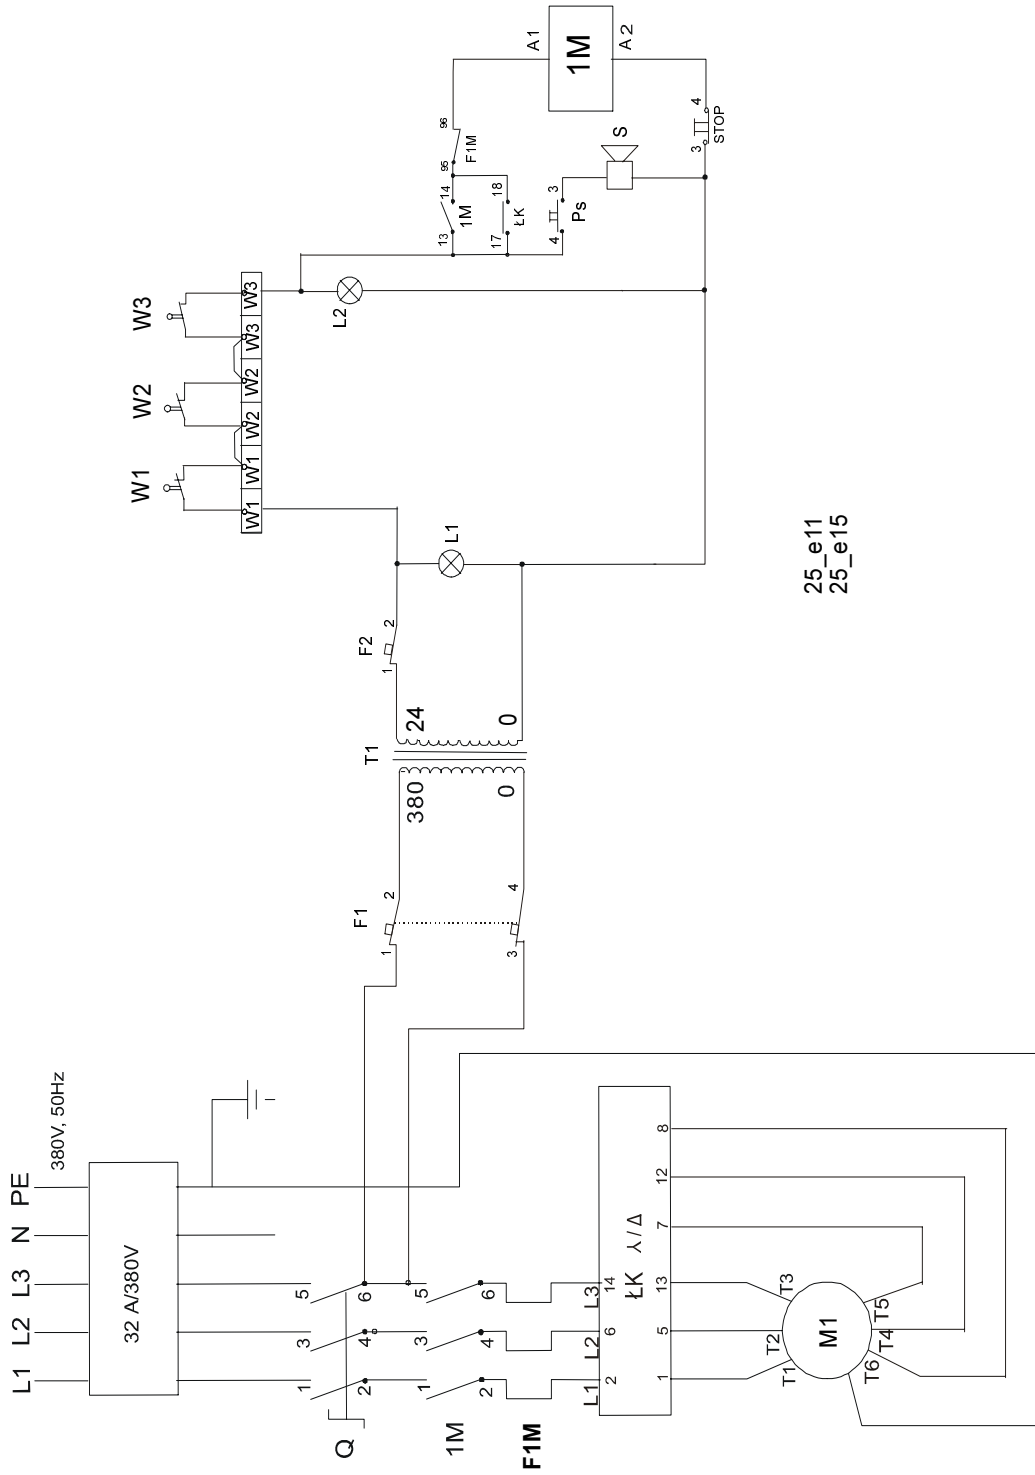 L1 L2 L3 N PE
380V, 50Hz
32 A/380V
Q
1 3 5
2 4 6
1M
1 3 5
2 4 6
F1M
L1 L2 L3
2 6 14
ŁK ⅄/Δ
1 5 13 7 12 8
T1 T2 T3
M1
T6 T4 T5
F1
1 2
3 4
380 0
T1
24 0
F2
1 2
L1
W1 W2 W3
W1 W1 W2 W2 W3 W3
L2
13 14
1M
95 96
F1M
17 18
ŁK
4 3
Ps
S
A1 A2
1M
3 4
STOP
25_e11
25_e15